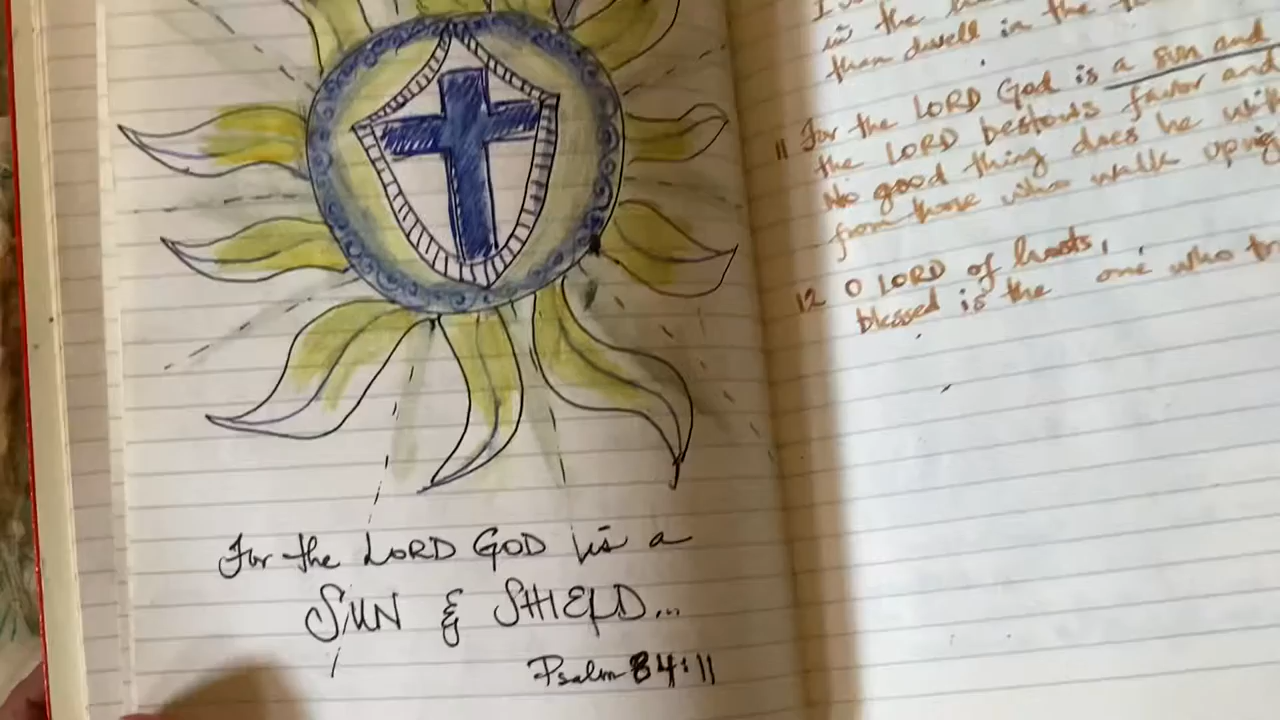 For the LORD GOD is a
SUN & SHIELD...
Psalm 84:11
in the
than dwell in the
11 For the LORD God is a sun and
the LORD bestows favor and
No good thing does he
from those who walk
12 O LORD of hosts,
blessed is the one who